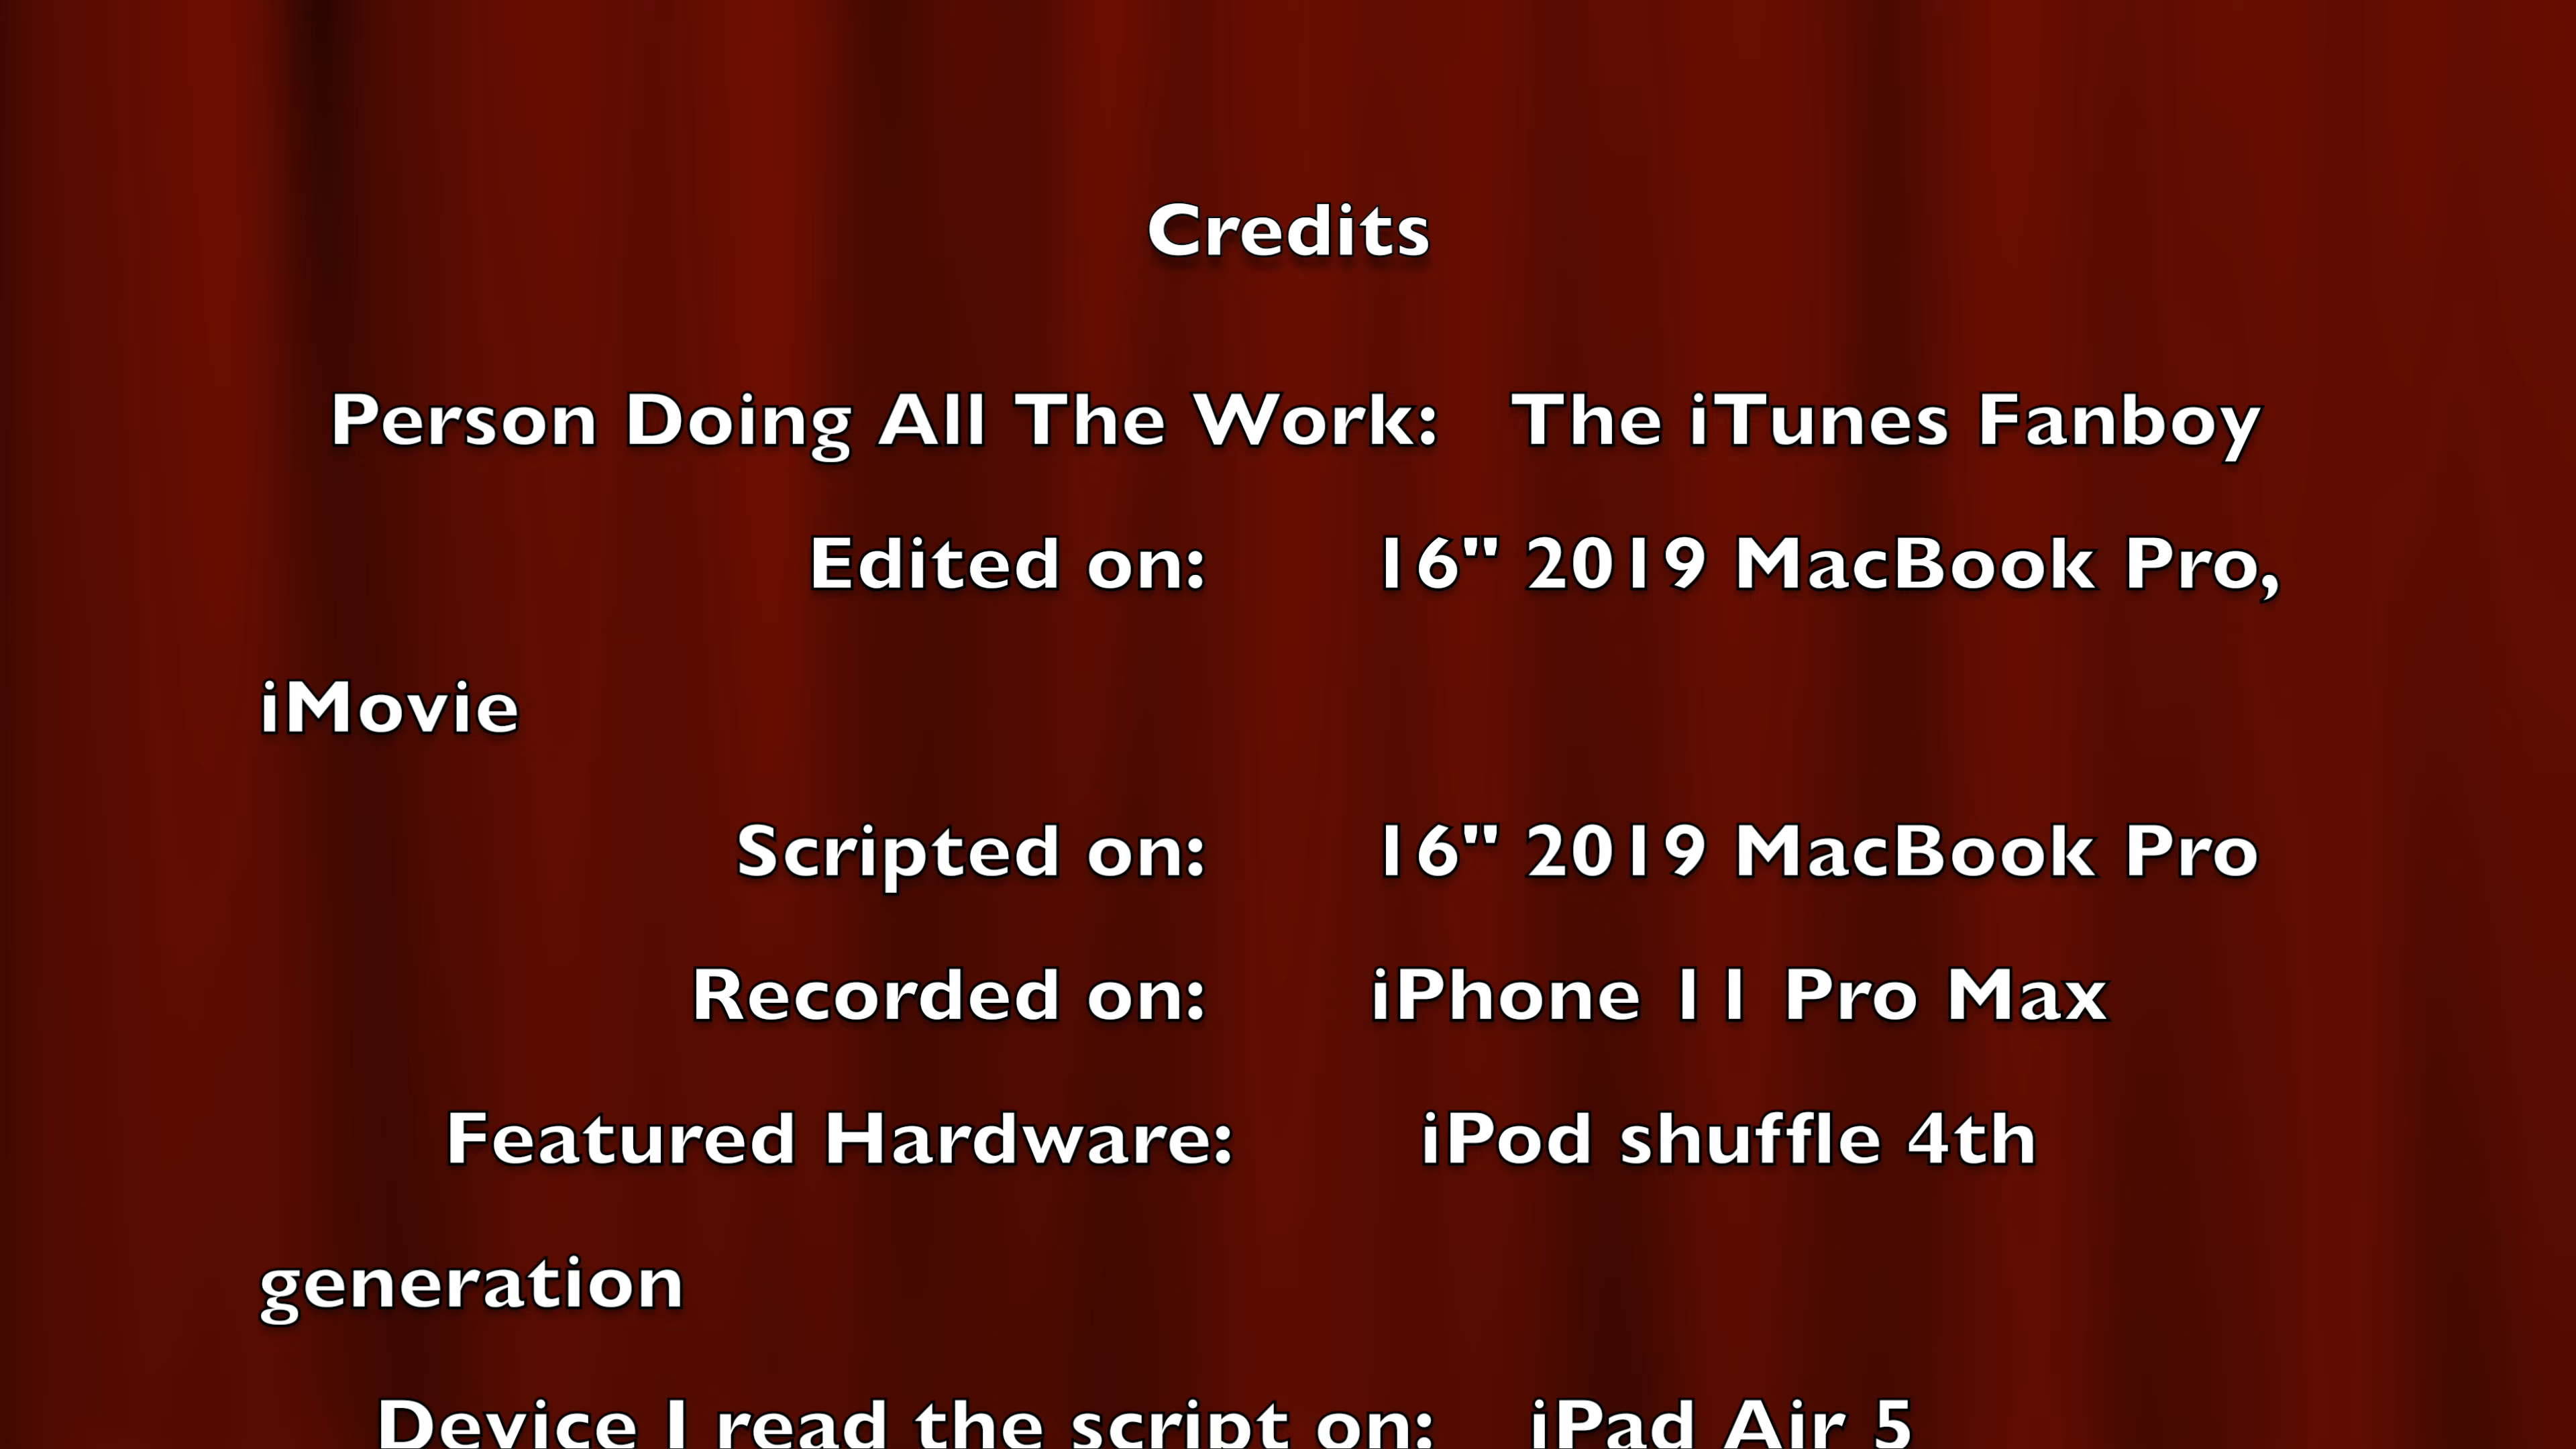 Credits
Person Doing All The Work: The iTunes Fanboy
Edited on: 16" 2019 MacBook Pro,
iMovie
Scripted on: 16" 2019 MacBook Pro
Recorded on: iPhone 11 Pro Max
Featured Hardware: iPod shuffle 4th
generation
Device I read the script on: iPad Air 5